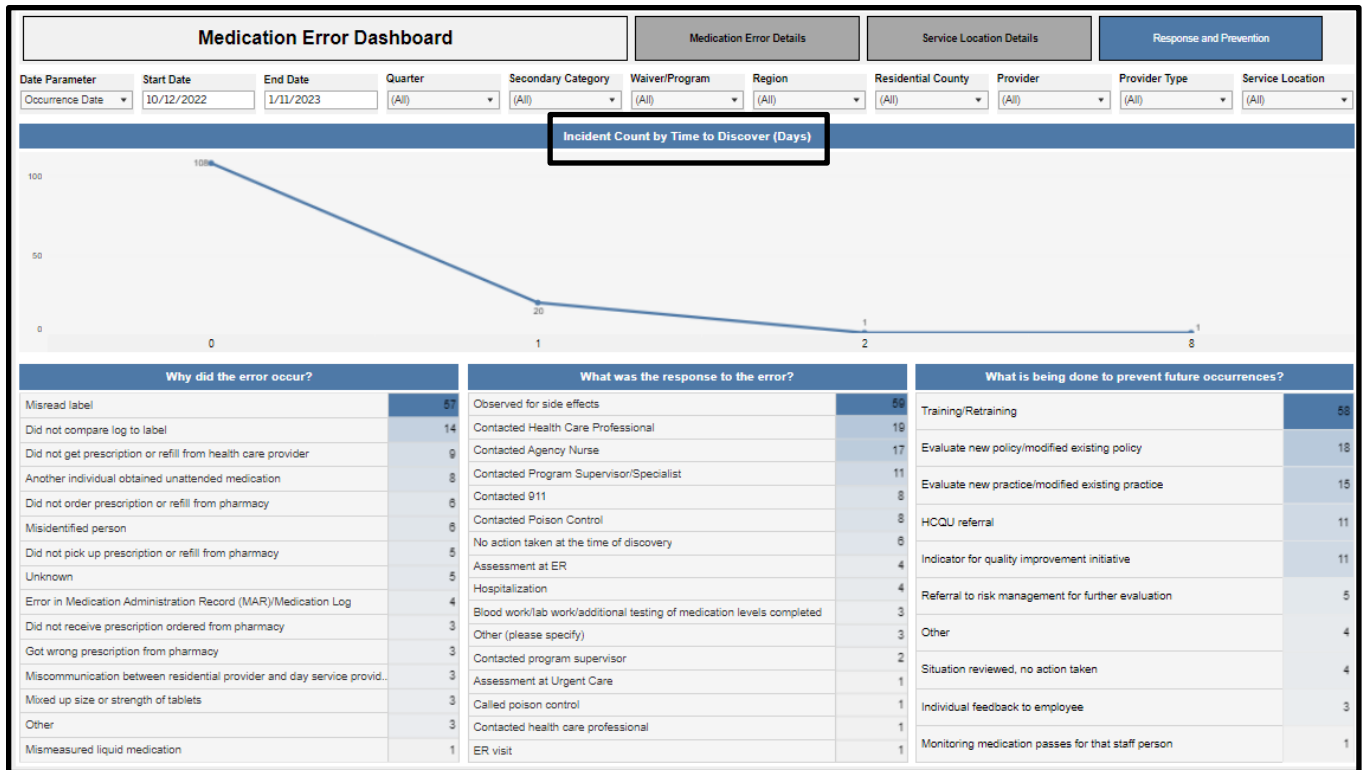 Medication Error Dashboard
Medication Error Details
Service Location Details
Response and Prevention
Date Parameter Start Date End Date Quarter Secondary Category Waiver/Program Region Residential County Provider Provider Type Service Location
Occurrence Date 10/12/2022 1/11/2023 (All) (All) (All) (All) (All) (All) (All) (All)
Incident Count by Time to Discover (Days)
100
50
0
108
20
1
1
0 1 2 8
Why did the error occur?
Misread label 57
Did not compare log to label 14
Did not get prescription or refill from health care provider 9
Another individual obtained unattended medication 8
Did not order prescription or refill from pharmacy 6
Misidentified person 6
Did not pick up prescription or refill from pharmacy 5
Unknown 5
Error in Medication Administration Record (MAR)/Medication Log 4
Did not receive prescription ordered from pharmacy 3
Got wrong prescription from pharmacy 3
Miscommunication between residential provider and day service provid.. 3
Mixed up size or strength of tablets 3
Other 3
Mismeasured liquid medication 1
What was the response to the error?
Observed for side effects 59
Contacted Health Care Professional 19
Contacted Agency Nurse 17
Contacted Program Supervisor/Specialist 11
Contacted 911 8
Contacted Poison Control 8
No action taken at the time of discovery 6
Assessment at ER 4
Hospitalization 4
Blood work/lab work/additional testing of medication levels completed 3
Other (please specify) 3
Contacted program supervisor 2
Assessment at Urgent Care 1
Called poison control 1
Contacted health care professional 1
ER visit 1
What is being done to prevent future occurrences?
Training/Retraining 58
Evaluate new policy/modified existing policy 18
Evaluate new practice/modified existing practice 15
HCQU referral 11
Indicator for quality improvement initiative 11
Referral to risk management for further evaluation 5
Other 4
Situation reviewed, no action taken 4
Individual feedback to employee 3
Monitoring medication passes for that staff person 1